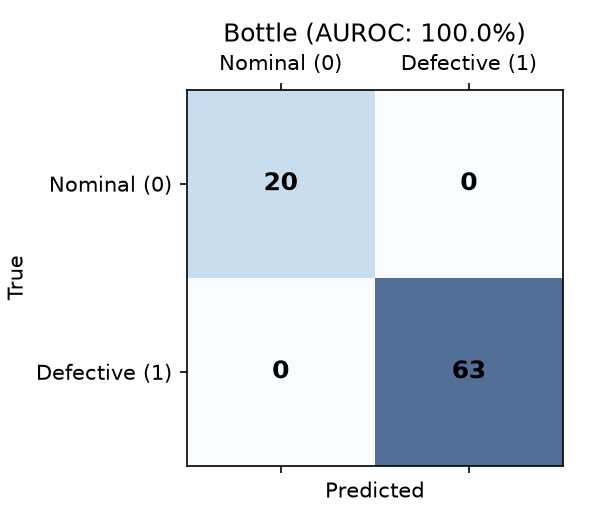 Bottle (AUROC: 100.0%)
Nominal (0) Defective (1)
Nominal (0) 20 0
True
Defective (1) 0 63
Predicted